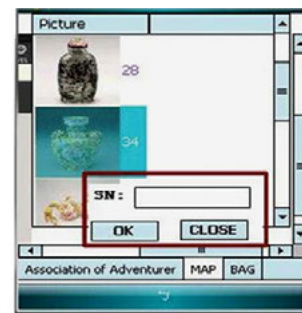 Picture
28
34
SN:
OK CLOSE
Association of Adventurer MAP BAG